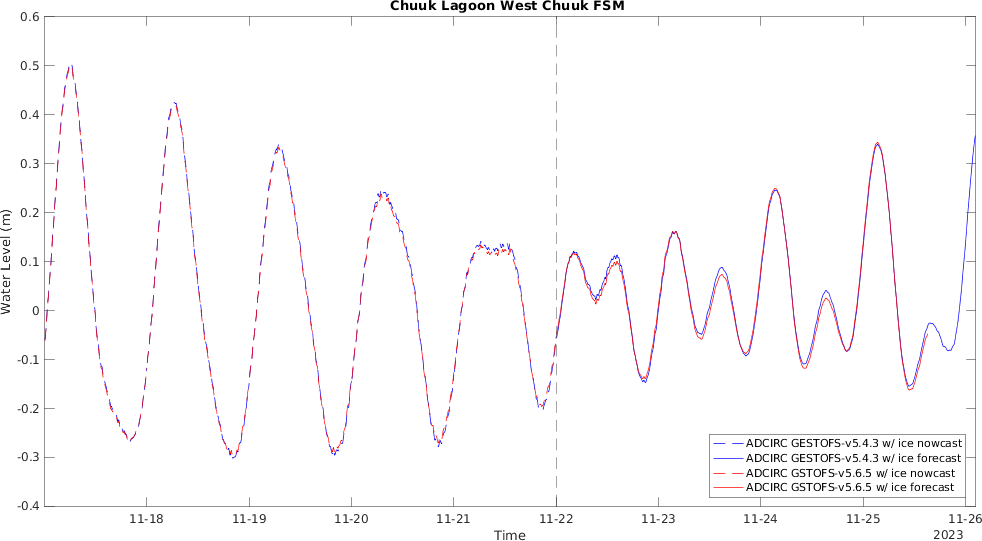 Chuuk Lagoon West Chuuk FSM
0.6
0.5
0.4
0.3
0.2
0.1
0
-0.1
-0.2
-0.3
-0.4
Water Level (m)
ADCIRC GESTOFS-v5.4.3 w/ ice nowcast
ADCIRC GESTOFS-v5.4.3 w/ ice forecast
ADCIRC GSTOFS-v5.6.5 w/ ice nowcast
ADCIRC GSTOFS-v5.6.5 w/ ice forecast
11-18 11-19 11-20 11-21 11-22 11-23 11-24 11-25 11-26
Time 2023